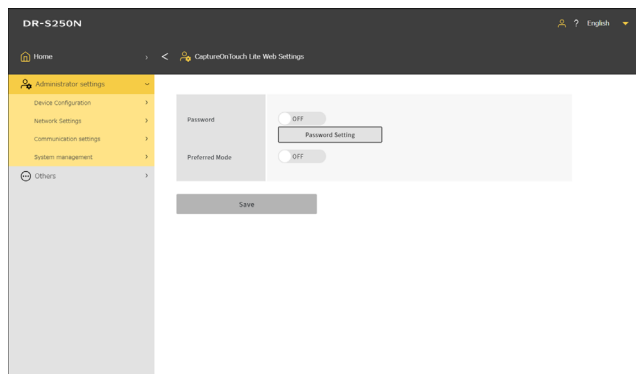 DR-S250N
? English
Home
CaptureOnTouch Lite Web Settings
Administrator settings
Device Configuration
Network Settings
Communication settings
System management
Others
Password
OFF
Password Setting
Preferred Mode
OFF
Save